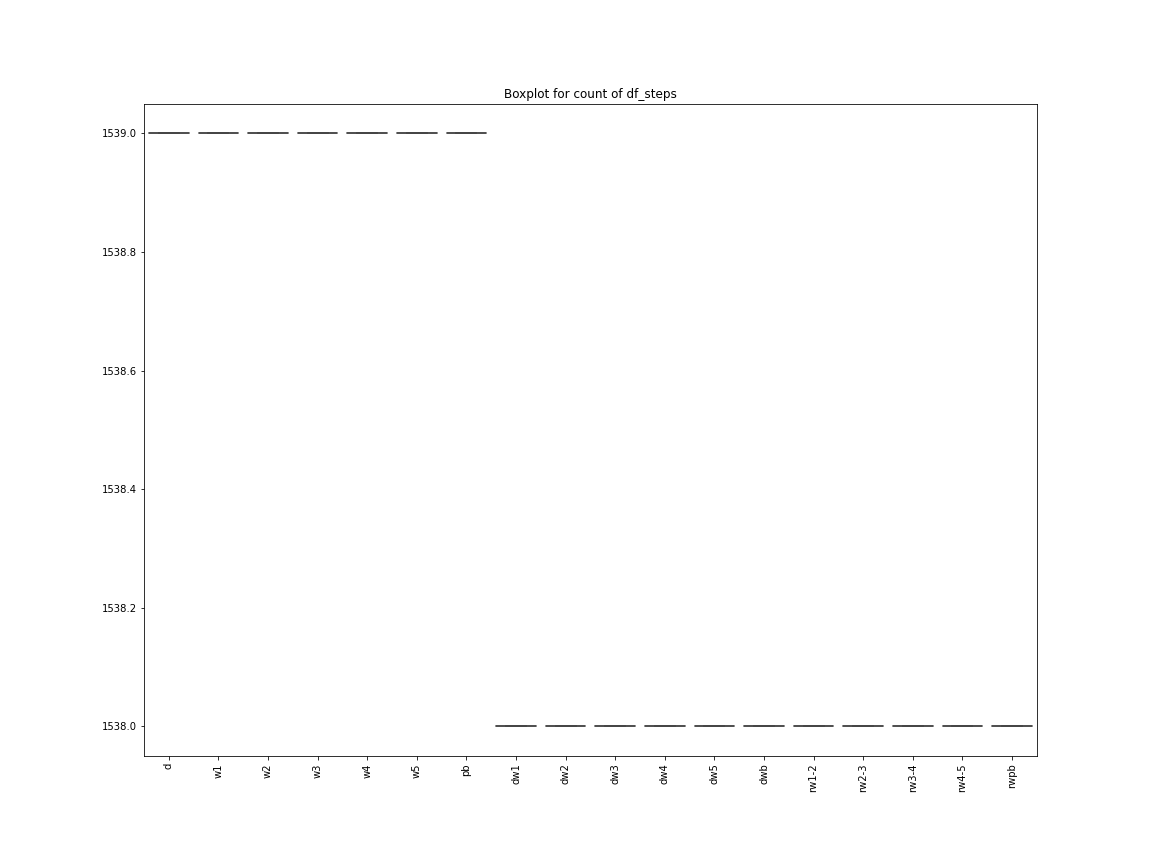 Boxplot for count of df_steps
1539.0
1538.8
1538.6
1538.4
1538.2
1538.0
d
w1
w2
w3
w4
w5
pb
dw1
dw2
dw3
dw4
dw5
dwb
rw1-2
rw2-3
rw3-4
rw4-5
rwpb